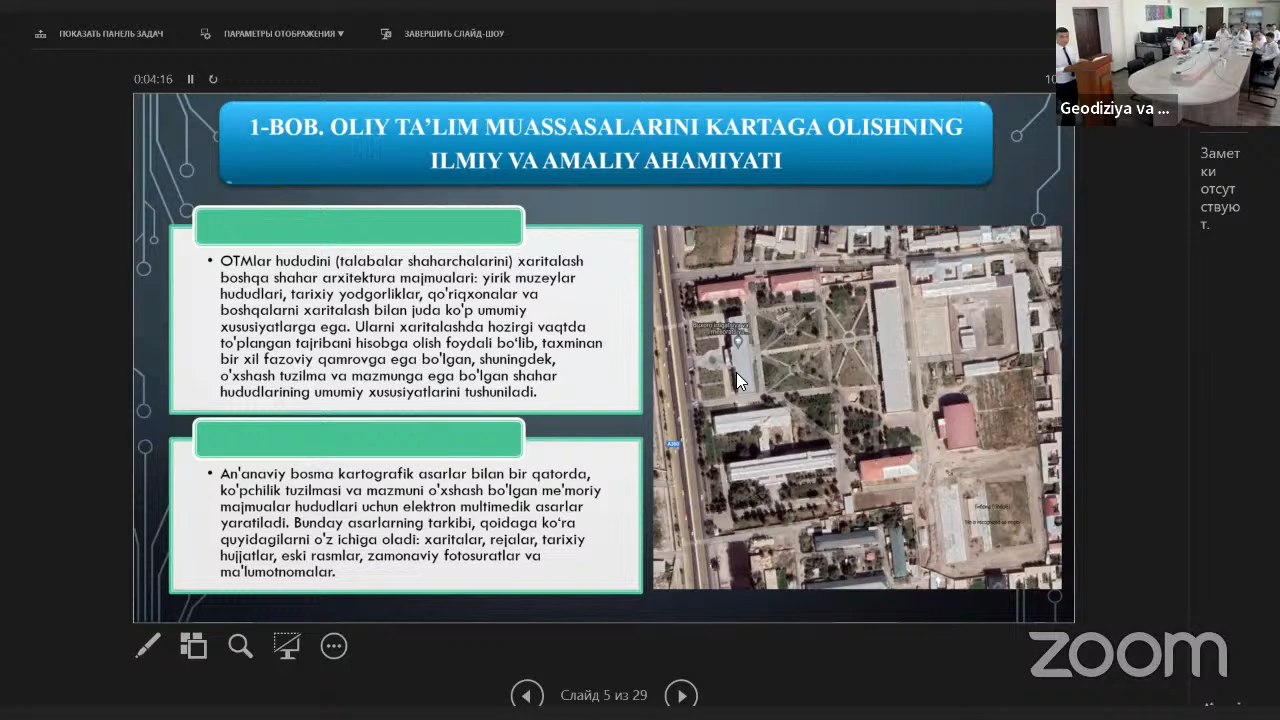 ПОКАЗАТЬ ПАНЕЛЬ ЗАДАЧ
ПАРАМЕТРЫ ОТОБРАЖЕНИЯ ▼
ЗАВЕРШИТЬ СЛАЙД-ШОУ
0:04:16
10
Geodiziya va ...
Замет
ки
отсут
ствую
т.
1-BOB. OLIY TA’LIM MUASSASALARINI KARTAGA OLISHNING
ILMIY VA AMALIY AHAMIYATI
• OTMlar hududini (talabalar shaharchalarini) xaritalash
boshqa shahar arxitektura majmualari: yirik muzeylar
hududlari, tarixiy yodgorliklar, qo'riqxonalar va
boshqalarni xaritalash bilan juda ko'p umumiy
xususiyatlarga ega. Ularni xaritalashda hozirgi vaqtda
to'plangan tajribani hisobga olish foydali bo‘lib, taxminan
bir xil fazoviy qamrovga ega bo'lgan, shuningdek,
o'xshash tuzilma va mazmunga ega bo'lgan shahar
hududlarining umumiy xususiyatlarini tushuniladi.
• An'anaviy bosma kartografik asarlar bilan bir qatorda,
ko'pchilik tuzilmasi va mazmuni o'xshash bo'lgan me'moriy
majmualar hududlari uchun elektron multimedik asarlar
yaratiladi. Bunday asarlarning tarkibi, qoidaga ko‘ra
quyidagilarni o'z ichiga oladi: xaritalar, rejalar, tarixiy
hujjatlar, eski rasmlar, zamonaviy fotosuratlar va
ma'lumotnomalar.
zoom
Слайд 5 из 29